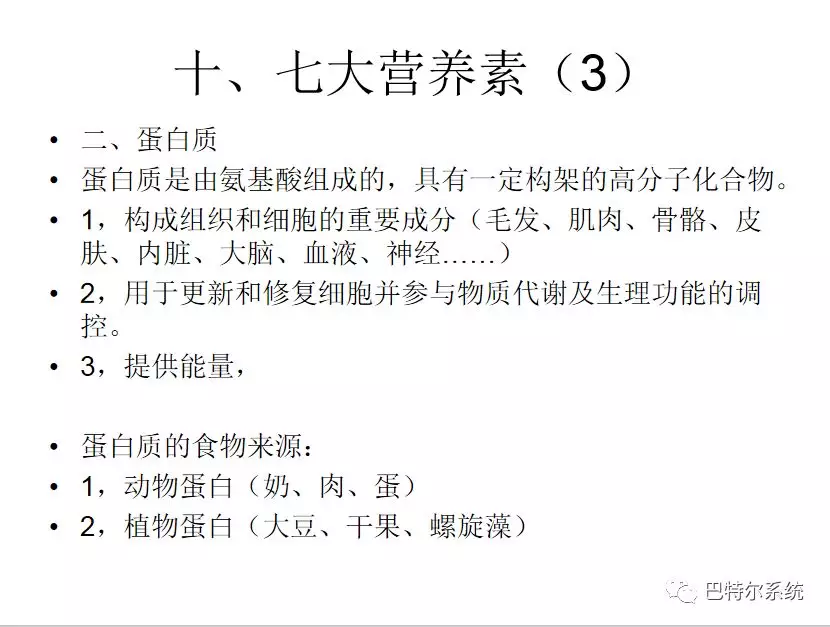 十、七大营养素（3）
• 二、蛋白质
• 蛋白质是由氨基酸组成的，具有一定构架的高分子化合物。
• 1，构成组织和细胞的重要成分（毛发、肌肉、骨骼、皮
肤、内脏、大脑、血液、神经……）
• 2，用于更新和修复细胞并参与物质代谢及生理功能的调
控。
• 3，提供能量，
• 蛋白质的食物来源：
• 1，动物蛋白（奶、肉、蛋）
• 2，植物蛋白（大豆、干果、螺旋藻）
巴特尔系统